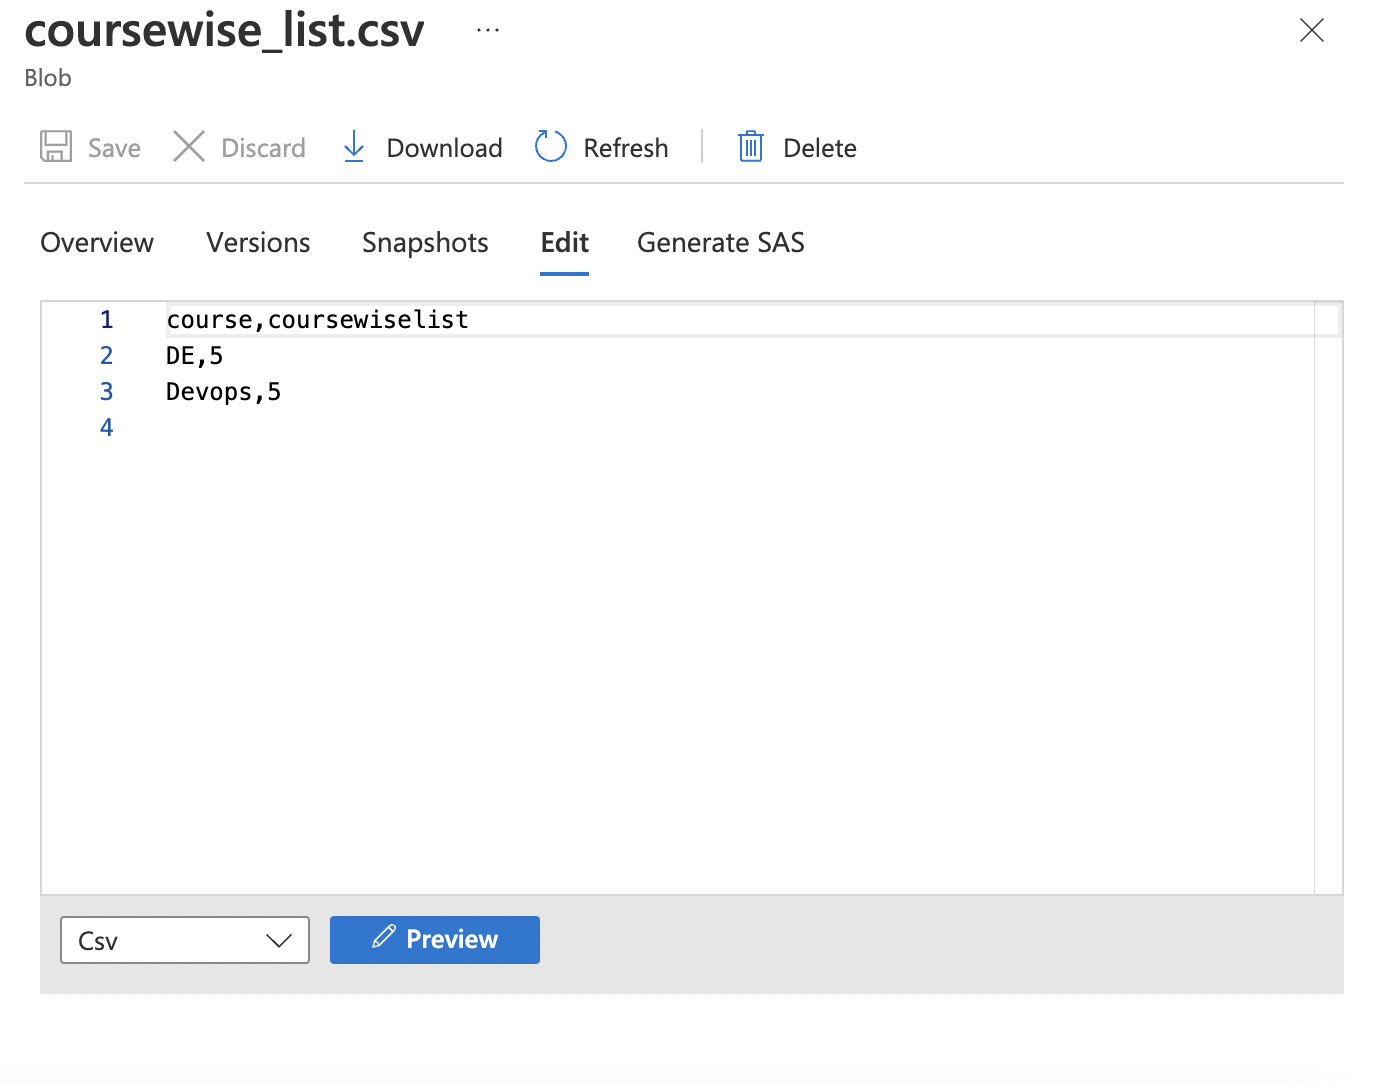 coursewise_list.csv ...
Blob
Save Discard Download Refresh Delete
Overview Versions Snapshots Edit Generate SAS
1 course,coursewiselist
2 DE,5
3 Devops,5
4
Csv Preview